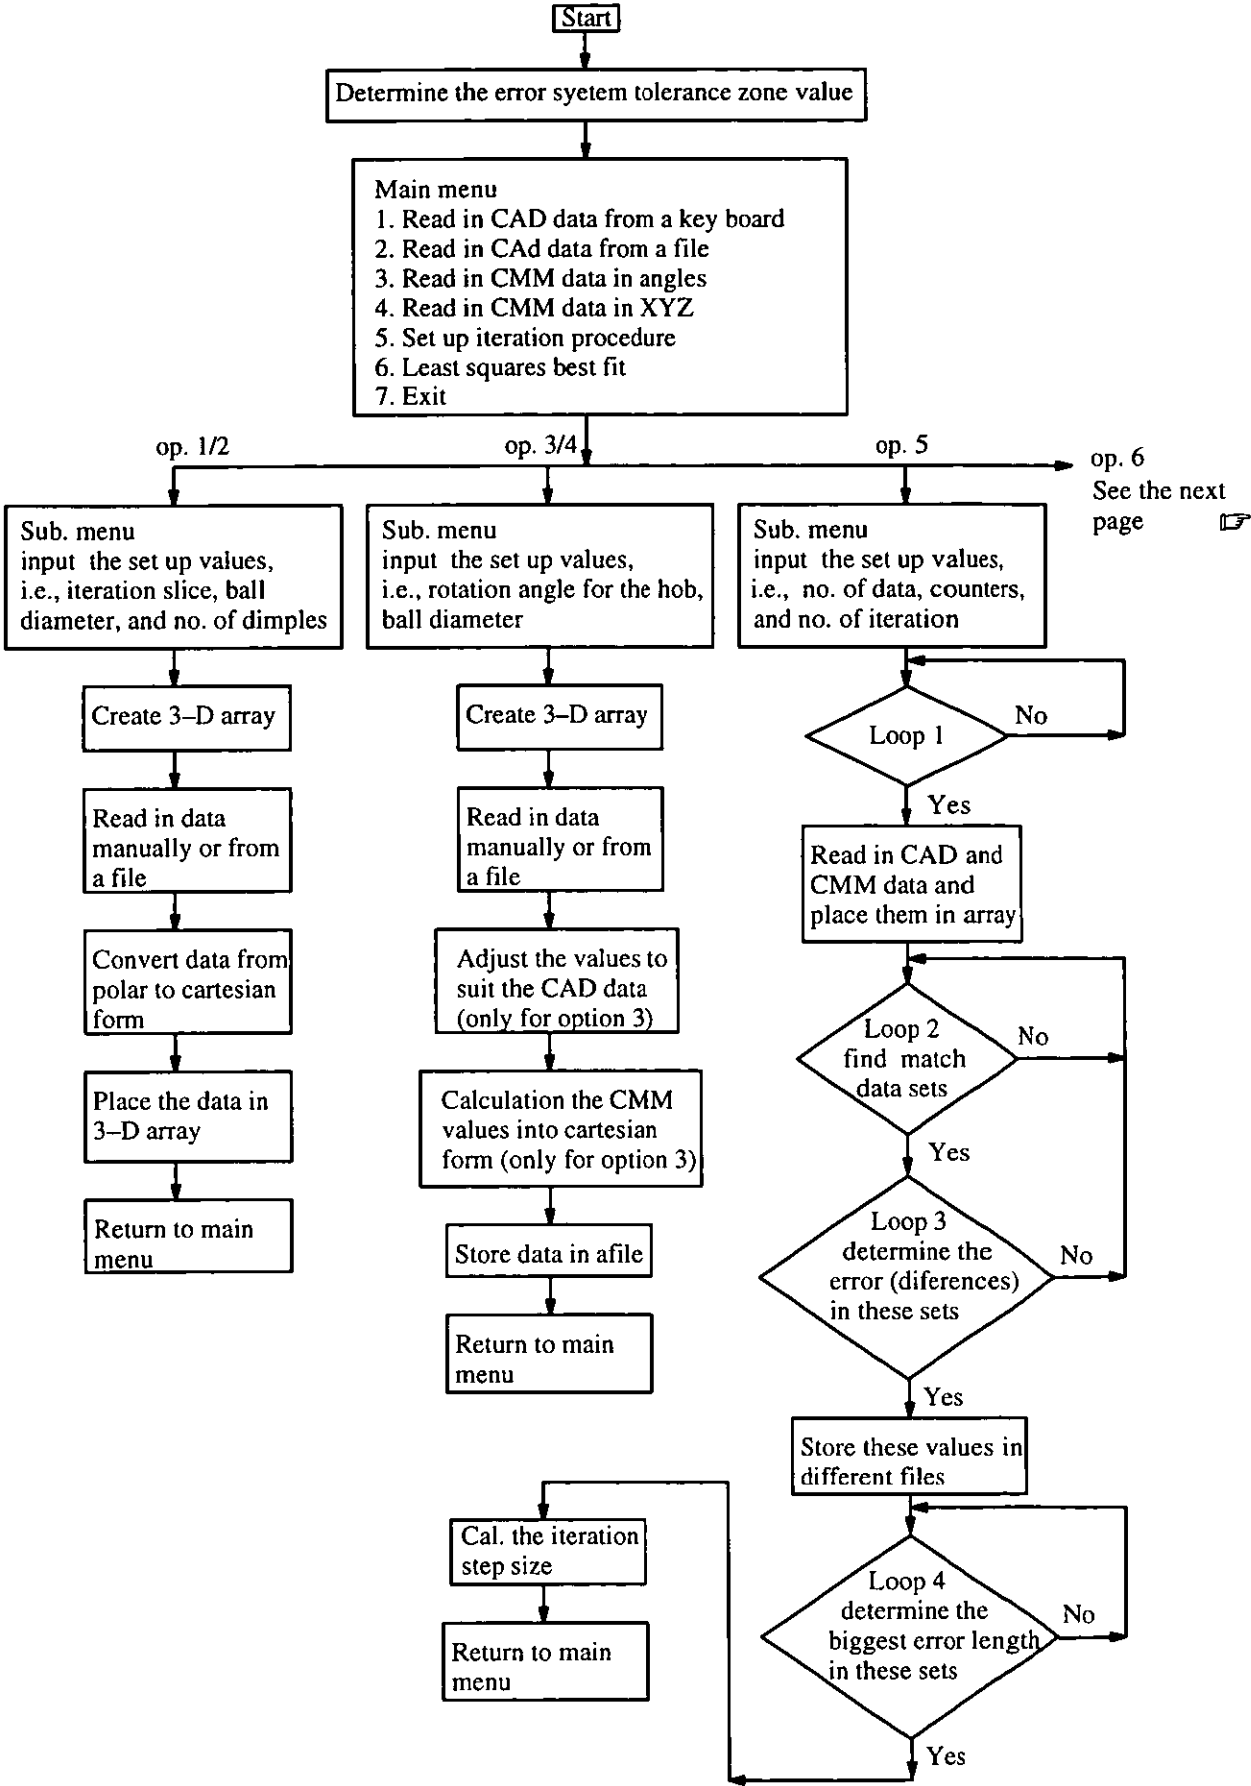 Start
Determine the error syetem tolerance zone value
Main menu
1. Read in CAD data from a key board
2. Read in CAd data from a file
3. Read in CMM data in angles
4. Read in CMM data in XYZ
5. Set up iteration procedure
6. Least squares best fit
7. Exit
op. 1/2
op. 3/4
op. 5
op. 6
See the next
page
Sub. menu
input the set up values,
i.e., iteration slice, ball
diameter, and no. of dimples
Create 3–D array
Read in data
manually or from
a file
Convert data from
polar to cartesian
form
Place the data in
3–D array
Return to main
menu
Sub. menu
input the set up values,
i.e., rotation angle for the hob,
ball diameter
Create 3–D array
Read in data
manually or from
a file
Adjust the values to
suit the CAD data
(only for option 3)
Calculation the CMM
values into cartesian
form (only for option 3)
Store data in afile
Return to main
menu
Sub. menu
input the set up values,
i.e., no. of data, counters,
and no. of iteration
Loop 1
No
Yes
Read in CAD and
CMM data and
place them in array
Loop 2
find match
data sets
No
Yes
Loop 3
determine the
error (diferences)
in these sets
No
Yes
Store these values in
different files
Loop 4
determine the
biggest error length
in these sets
No
Yes
Cal. the iteration
step size
Return to main
menu